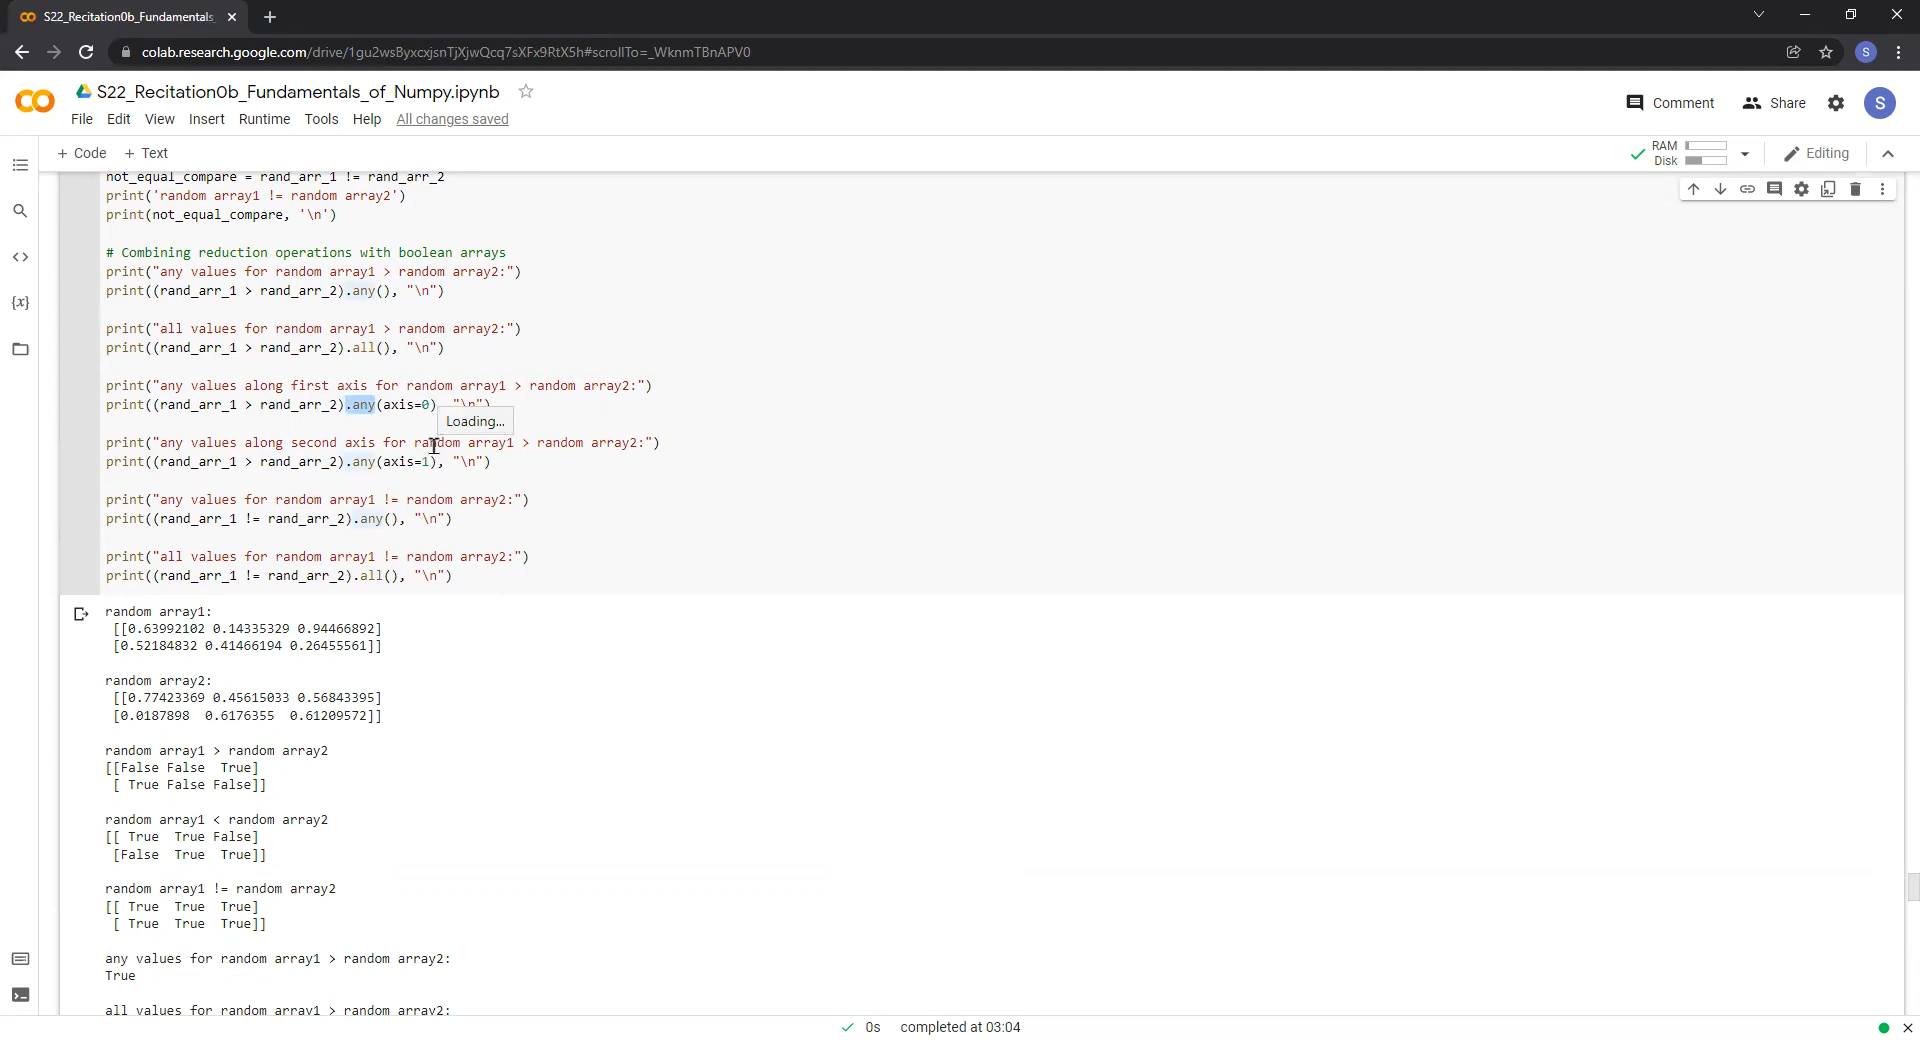 S22_Recitation0b_Fundamentals_
colab.research.google.com/drive/1gu2wsByxcxjsnTjXjwQcq7sXFx9RtX5h#scrollTo=_WknmTBnAPV0
S
S22_Recitation0b_Fundamentals_of_Numpy.ipynb
Comment
Share
S
File Edit View Insert Runtime Tools Help All changes saved
+ Code + Text
RAM
Disk
Editing
not_equal_compare = rand_arr_1 != rand_arr_2
print('random array1 != random array2')
print(not_equal_compare, '\n')
# Combining reduction operations with boolean arrays
print("any values for random array1 > random array2:")
print((rand_arr_1 > rand_arr_2).any(), "\n")
print("all values for random array1 > random array2:")
print((rand_arr_1 > rand_arr_2).all(), "\n")
print("any values along first axis for random array1 > random array2:")
print((rand_arr_1 > rand_arr_2).any(axis=0), "\n")
Loading...
print("any values along second axis for random array1 > random array2:")
print((rand_arr_1 > rand_arr_2).any(axis=1), "\n")
print("any values for random array1 != random array2:")
print((rand_arr_1 != rand_arr_2).any(), "\n")
print("all values for random array1 != random array2:")
print((rand_arr_1 != rand_arr_2).all(), "\n")
random array1:
[[0.63992102 0.14335329 0.94466892]
[0.52184832 0.41466194 0.26455561]]
random array2:
[[0.77423369 0.45615033 0.56843395]
[0.0187898 0.6176355 0.61209572]]
random array1 > random array2
[[False False True]
[ True False False]]
random array1 < random array2
[[ True True False]
[False True True]]
random array1 != random array2
[[ True True True]
[ True True True]]
any values for random array1 > random array2:
True
all values for random array1 > random array2:
0s completed at 03:04